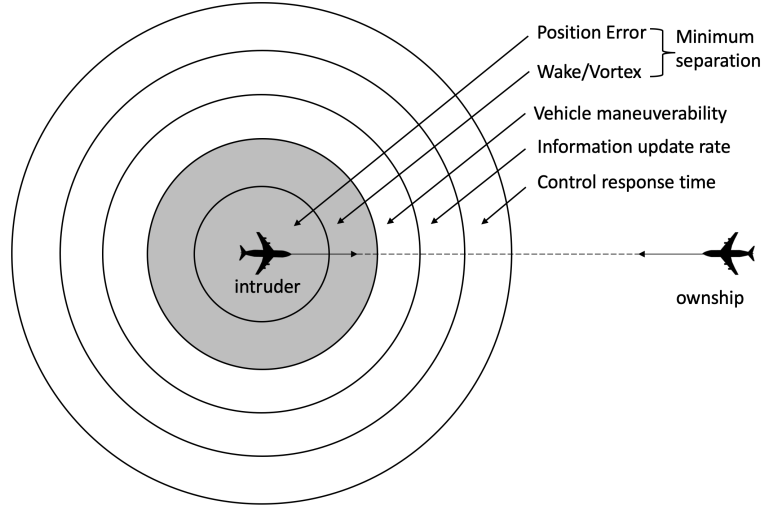 Position Error
Minimum
separation
Wake/Vortex
Vehicle maneuverability
Information update rate
Control response time
intruder
ownship